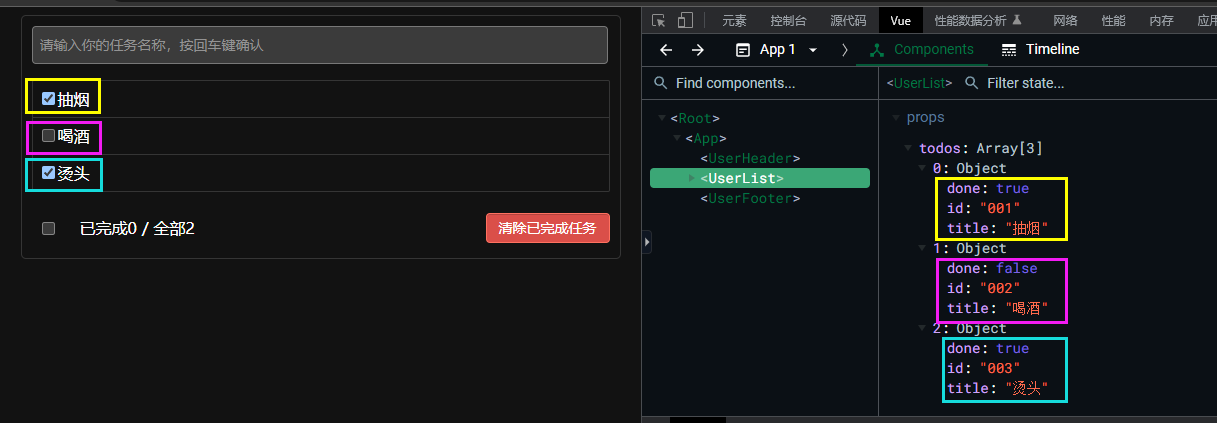 请输入你的任务名称，按回车键确认
抽烟
喝酒
烫头
已完成0 / 全部2
清除已完成任务
元素 控制台 源代码 Vue 性能数据分析 网络 性能 内存 应用
App 1 Components Timeline
Find components...
<Root>
<App>
<UserHeader>
<UserList>
<UserFooter>
<UserList> Filter state...
props
todos: Array[3]
0: Object
done: true
id: "001"
title: "抽烟"
1: Object
done: false
id: "002"
title: "喝酒"
2: Object
done: true
id: "003"
title: "烫头"